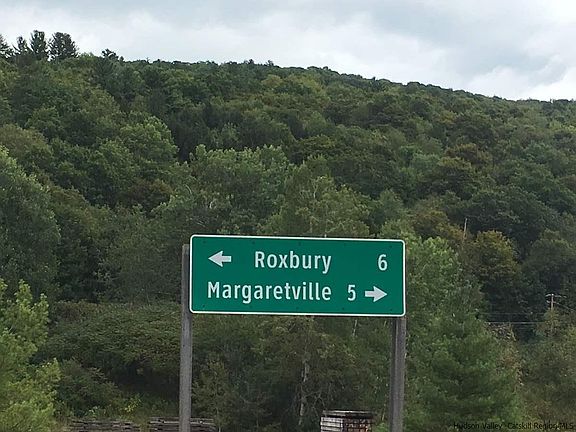 ← Roxbury 6
Margaretville 5 →
Hudson Valley Catskill Region MLS